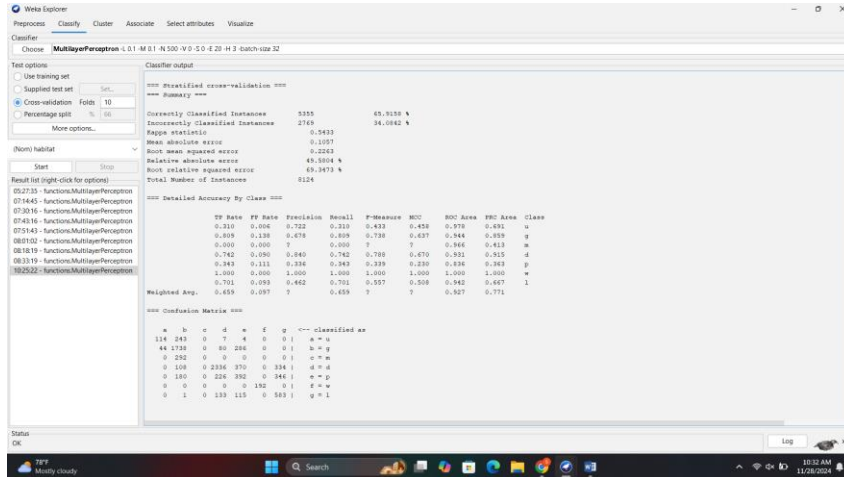 Weka Explorer
Preprocess Classify Cluster Associate Select attributes Visualize
Classifier
Choose MultilayerPerceptron -L 0.1 -M 0.1 -N 500 -V 0 -S 0 -E 20 -H 3 -batch-size 32
Test options
Use training set
Supplied test set Set...
Cross-validation Folds 10
Percentage split % 66
More options...
(Nom) habitat
Start Stop
Result list (right-click for options)
05:27:35 - functions.MultilayerPerceptron
07:14:45 - functions.MultilayerPerceptron
07:30:16 - functions.MultilayerPerceptron
07:43:16 - functions.MultilayerPerceptron
07:51:43 - functions.MultilayerPerceptron
08:01:02 - functions.MultilayerPerceptron
08:18:19 - functions.MultilayerPerceptron
08:33:19 - functions.MultilayerPerceptron
10:25:22 - functions.MultilayerPerceptron
Classifier output
=== Stratified cross-validation ===
=== Summary ===
Correctly Classified Instances 5355 65.9158 %
Incorrectly Classified Instances 2769 34.0842 %
Kappa statistic 0.5433
Mean absolute error 0.1057
Root mean squared error 0.2263
Relative absolute error 49.5004 %
Root relative squared error 69.3473 %
Total Number of Instances 8124
=== Detailed Accuracy By Class ===
TP Rate FP Rate Precision Recall F-Measure MCC ROC Area PRC Area Class
0.310 0.006 0.722 0.310 0.433 0.458 0.978 0.691 u
0.809 0.138 0.678 0.809 0.738 0.637 0.944 0.859 g
0.000 0.000 ? 0.000 ? ? 0.966 0.413 m
0.742 0.090 0.840 0.742 0.788 0.670 0.931 0.915 d
0.343 0.111 0.336 0.343 0.339 0.230 0.836 0.363 p
1.000 0.000 1.000 1.000 1.000 1.000 1.000 1.000 w
0.701 0.093 0.462 0.701 0.557 0.508 0.942 0.667 l
Weighted Avg. 0.659 0.097 ? 0.659 ? ? 0.927 0.771
=== Confusion Matrix ===
a b c d e f g <-- classified as
114 243 0 7 4 0 0 | a = u
44 1738 0 80 286 0 0 | b = g
0 292 0 0 0 0 0 | c = m
0 108 0 2336 370 0 334 | d = d
0 180 0 226 392 0 346 | e = p
0 0 0 0 0 192 0 | f = w
0 1 0 133 115 0 583 | g = l
Status
OK
Log
78°F
Mostly cloudy
Search
10:32 AM
11/28/2024